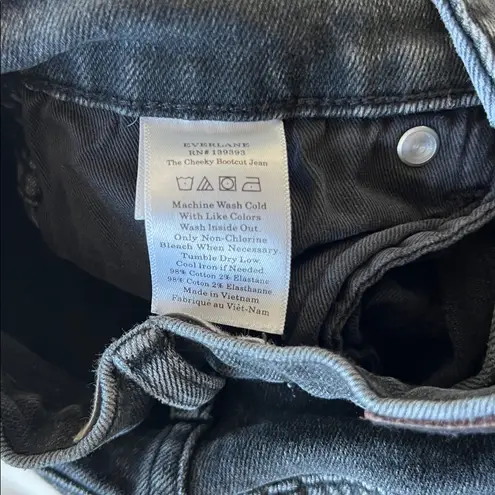 EVERLANE
RN# 139393
The Cheeky Bootcut Jean
Machine Wash Cold
With Like Colors
Wash Inside Out
Only Non-Chlorine
Bleach When Necessary.
Tumble Dry Low
Cool Iron if Needed
98% Cotton 2% Elastane
98% Coton 2% Elasthanne
Made in Vietnam
Fabriqué au Viêt-Nam